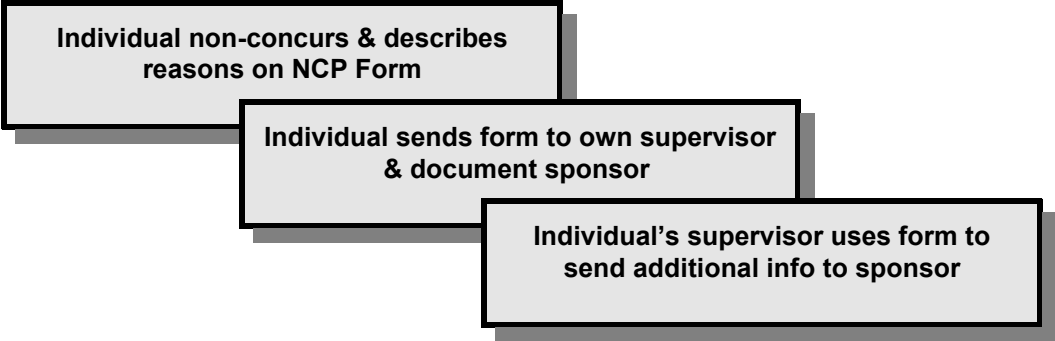 Individual non-concurs & describes
reasons on NCP Form
Individual sends form to own supervisor
& document sponsor
Individual’s supervisor uses form to
send additional info to sponsor